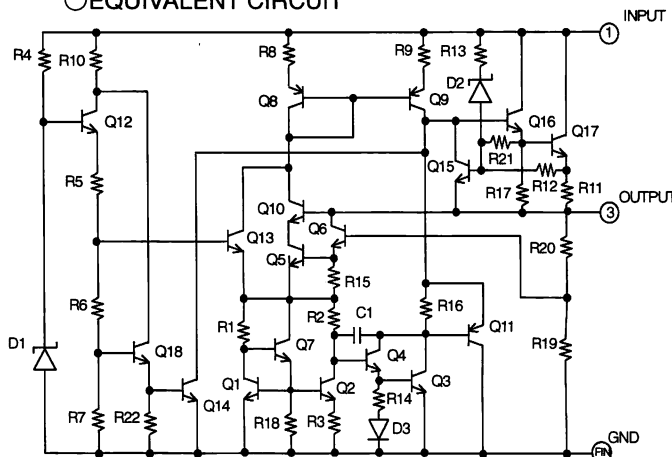 ○EQUIVALENT CIRCUIT
INPUT
1
R4
R10
R8
R9
R13
D2
Q8
Q9
Q12
Q16
Q17
R21
Q15
R12
R5
R17
R11
OUTPUT
3
Q10
Q6
Q13
R20
Q5
R15
R6
R1
R2
C1
R16
Q11
D1
Q7
Q4
R19
Q18
Q1
Q2
Q3
Q14
R14
R7
R22
R18
R3
D3
GND
FIN